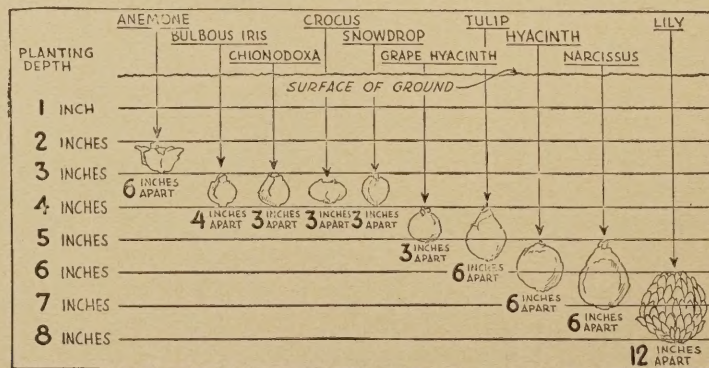 ANEMONE
CROCUS
TULIP
LILY
BULBOUS IRIS
SNOWDROP
HYACINTH
CHIONODOXA
GRAPE HYACINTH
NARCISSUS
PLANTING
DEPTH
SURFACE OF GROUND
1 INCH
2 INCHES
3 INCHES
4 INCHES
5 INCHES
6 INCHES
7 INCHES
8 INCHES
6 INCHES
APART
4 INCHES
APART
3 INCHES
APART
3 INCHES
APART
3 INCHES
APART
3 INCHES
APART
6 INCHES
APART
6 INCHES
APART
6 INCHES
APART
12 INCHES
APART